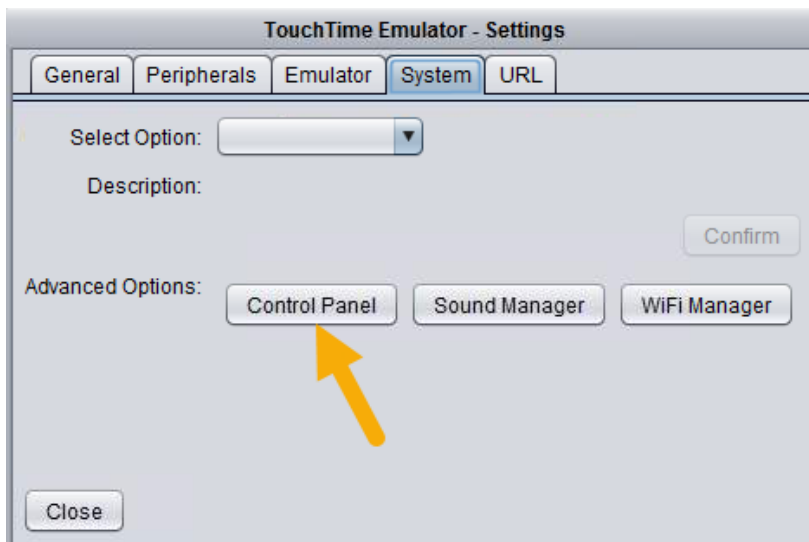 TouchTime Emulator - Settings
General Peripherals Emulator System URL
Select Option:
Description:
Confirm
Advanced Options: Control Panel Sound Manager WiFi Manager
Close